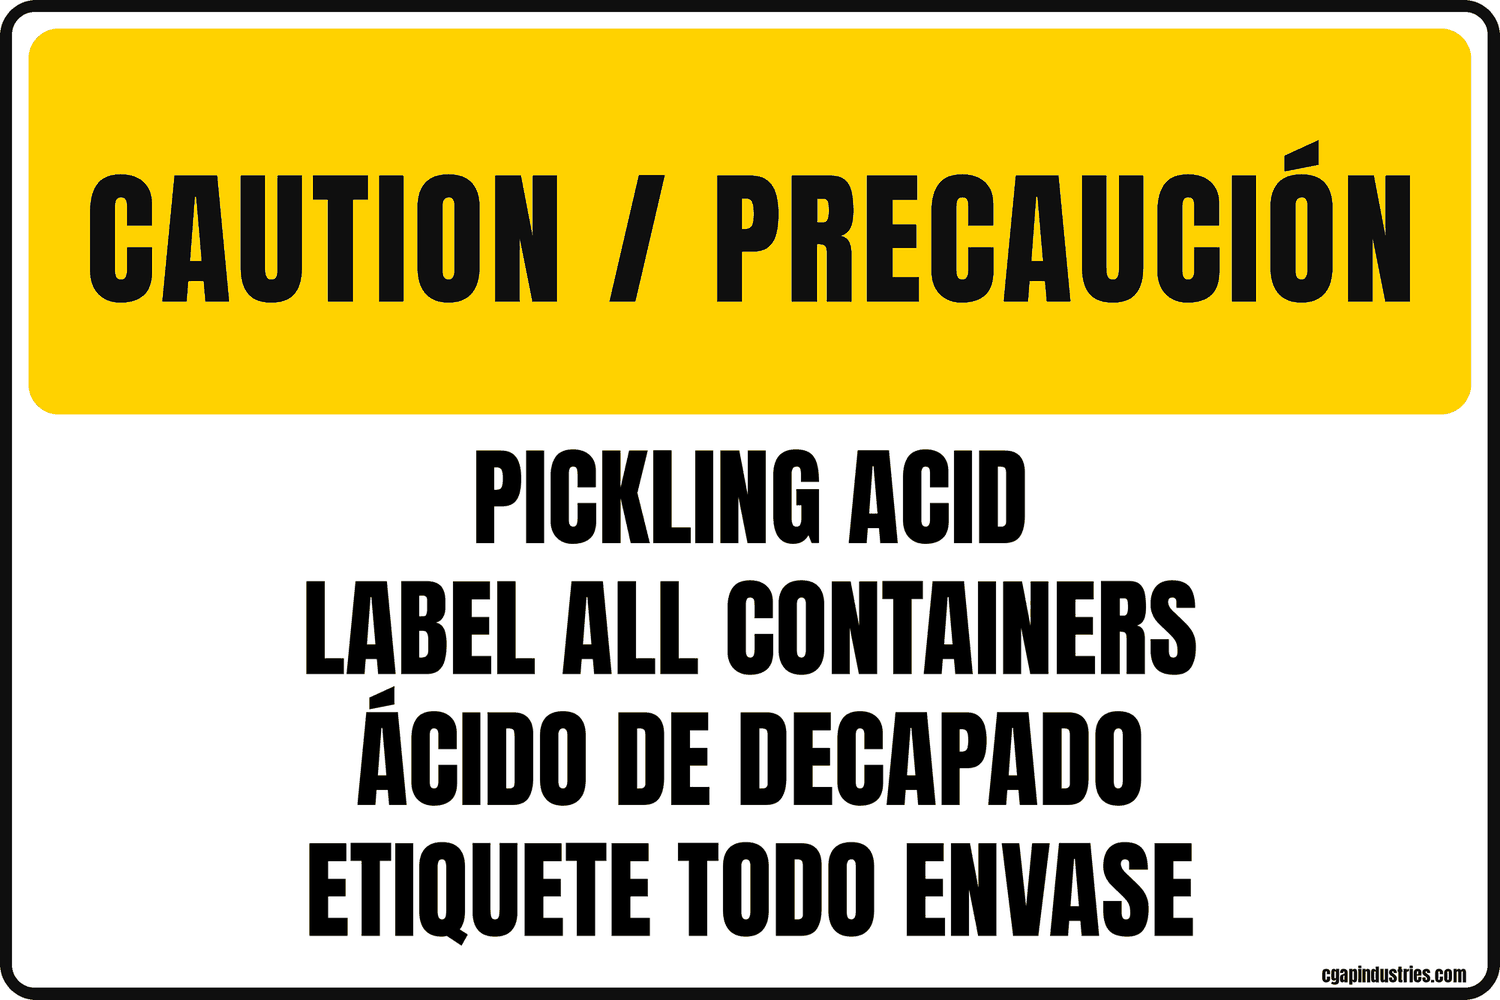 CAUTION / PRECAUCIÓN
PICKLING ACID
LABEL ALL CONTAINERS
ÁCIDO DE DECAPADO
ETIQUETE TODO ENVASE
cgapindustries.com